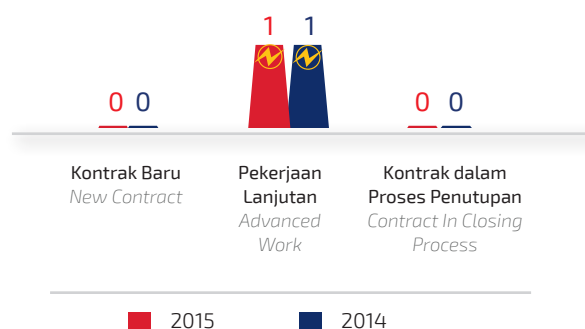 1 1
0 0
0 0
Kontrak Baru
New Contract
Pekerjaan
Lanjutan
Advanced
Work
Kontrak dalam
Proses Penutupan
Contract In Closing
Process
2015
2014